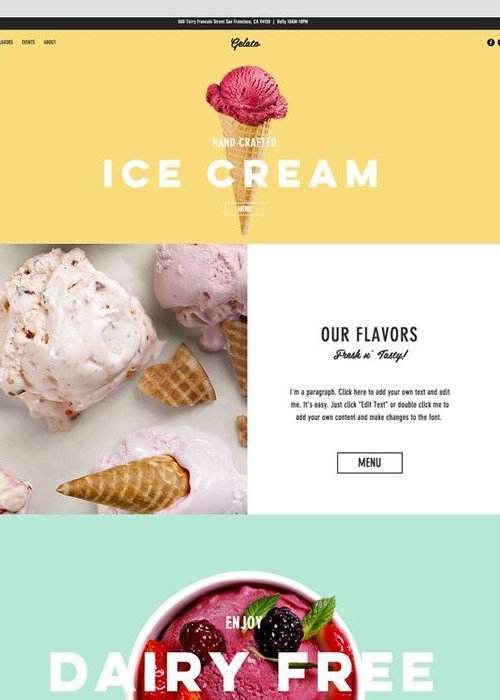 500 Terry Francois Street San Francisco, CA 94158 | Daily 10AM-10PM
EVENTS ABOUT
Gelato
HAND CRAFTED
ICE CREAM
MENU
OUR FLAVORS
Fresh n' Tasty!
I'm a paragraph. Click here to add your own text and edit
me. It's easy. Just click "Edit Text" or double click me to
add your own content and make changes to the font.
MENU
ENJOY
DAIRY FREE